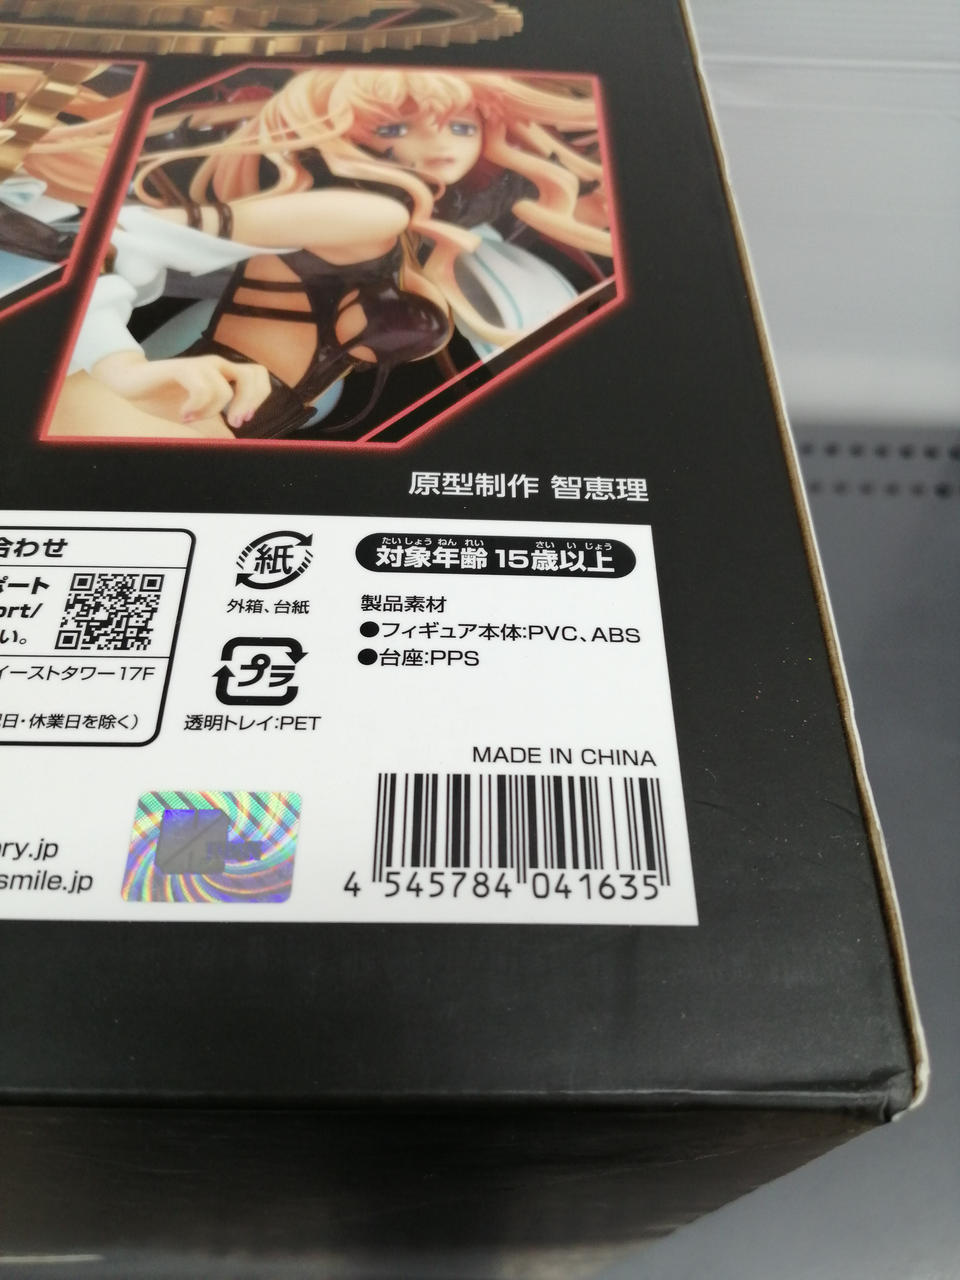 原型制作 智恵理
合わせ
ポート
ort/
い。
イーストタワー17F
日・休業日を除く）
紙
外箱、台紙
プラ
透明トレイ:PET
たいしょう ねん れい さい い じょう
対象年齢 15歳以上
製品素材
●フィギュア本体:PVC、ABS
●台座:PPS
MADE IN CHINA
ry.jp
smile.jp
4 545784 041635